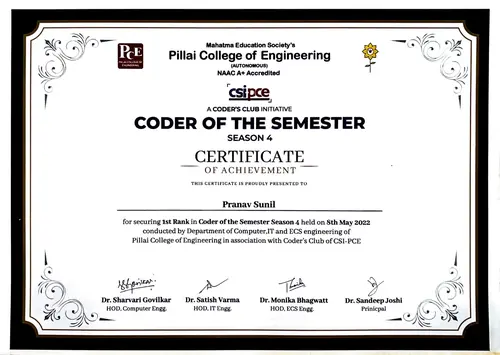 Mahatma Education Society's
PCE
Pillai College of Engineering
(AUTONOMOUS)
NAAC A+ Accredited
csipce
A CODER'S CLUB INITIATIVE
CODER OF THE SEMESTER
SEASON 4
CERTIFICATE
OF ACHIEVEMENT
THIS CERTIFICATE IS PROUDLY PRESENTED TO
Pranav Sunil
for securing 1st Rank in Coder of the Semester Season 4 held on 8th May 2022
conducted by Department of Computer,IT and ECS engineering of
Pillai College of Engineering in association with Coder's Club of CSI-PCE
Dr. Sharvari Govilkar Dr. Satish Varma Dr. Monika Bhagwatt Dr. Sandeep Joshi
HOD, Computer Engg. HOD, IT Engg. HOD, ECS Engg. Prinicpal